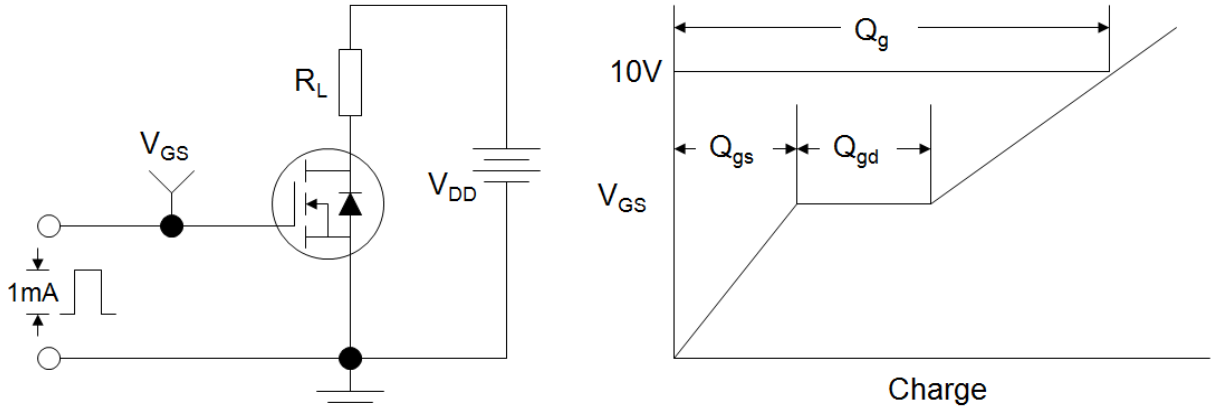 R_L
V_GS
V_DD
1mA
Q_g
10V
Q_gs
Q_gd
V_GS
Charge